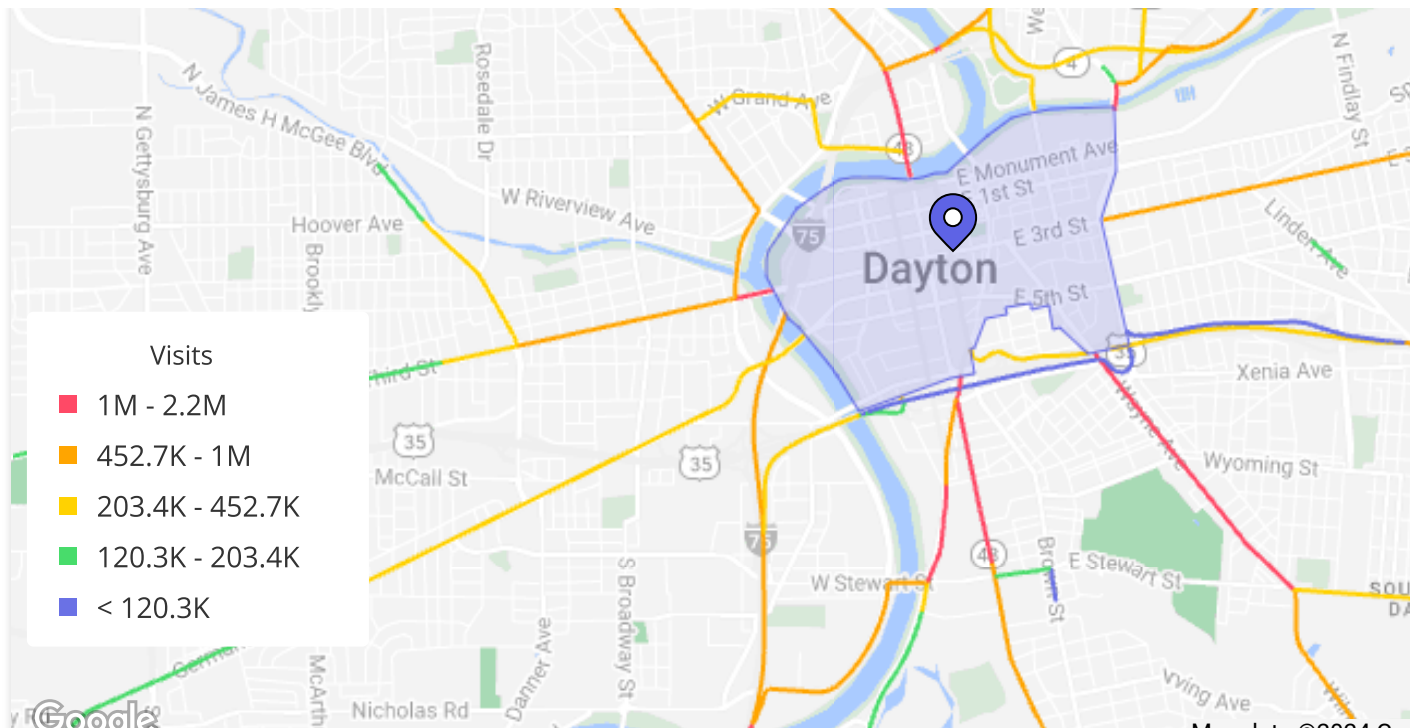 N James H McGee Blvd
N Gettysburg Ave
Rosedale Dr
W Grand Ave
4
N Findlay St
48
E Monument Ave
E 1st St
W Riverview Ave
Hoover Ave
75
E 3rd St
Linden Ave
Dayton
E 5th St
Visits
1M - 2.2M
452.7K - 1M
203.4K - 452.7K
120.3K - 203.4K
< 120.3K
Third St
35
Xenia Ave
Wayne Ave
35
McCall St
35
Wyoming St
75
48
Brown St
E Stewart St
W Stewart St
S Broadway St
Danner Ave
Nicholas Rd
Irving Ave
Google